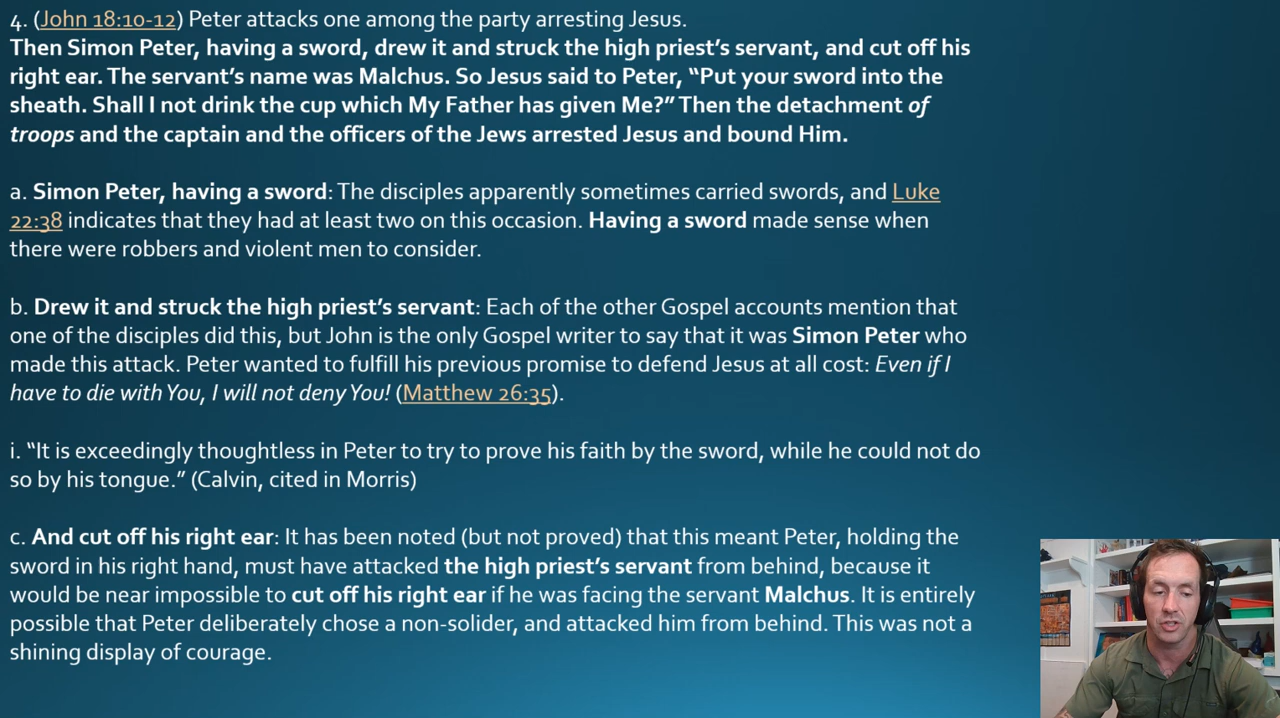 4. (John 18:10-12) Peter attacks one among the party arresting Jesus.
Then Simon Peter, having a sword, drew it and struck the high priest’s servant, and cut off his
right ear. The servant’s name was Malchus. So Jesus said to Peter, “Put your sword into the
sheath. Shall I not drink the cup which My Father has given Me?” Then the detachment of
troops and the captain and the officers of the Jews arrested Jesus and bound Him.
a. Simon Peter, having a sword: The disciples apparently sometimes carried swords, and Luke
22:38 indicates that they had at least two on this occasion. Having a sword made sense when
there were robbers and violent men to consider.
b. Drew it and struck the high priest’s servant: Each of the other Gospel accounts mention that
one of the disciples did this, but John is the only Gospel writer to say that it was Simon Peter who
made this attack. Peter wanted to fulfill his previous promise to defend Jesus at all cost: Even if I
have to die with You, I will not deny You! (Matthew 26:35).
i. “It is exceedingly thoughtless in Peter to try to prove his faith by the sword, while he could not do
so by his tongue.” (Calvin, cited in Morris)
c. And cut off his right ear: It has been noted (but not proved) that this meant Peter, holding the
sword in his right hand, must have attacked the high priest’s servant from behind, because it
would be near impossible to cut off his right ear if he was facing the servant Malchus. It is entirely
possible that Peter deliberately chose a non-solider, and attacked him from behind. This was not a
shining display of courage.